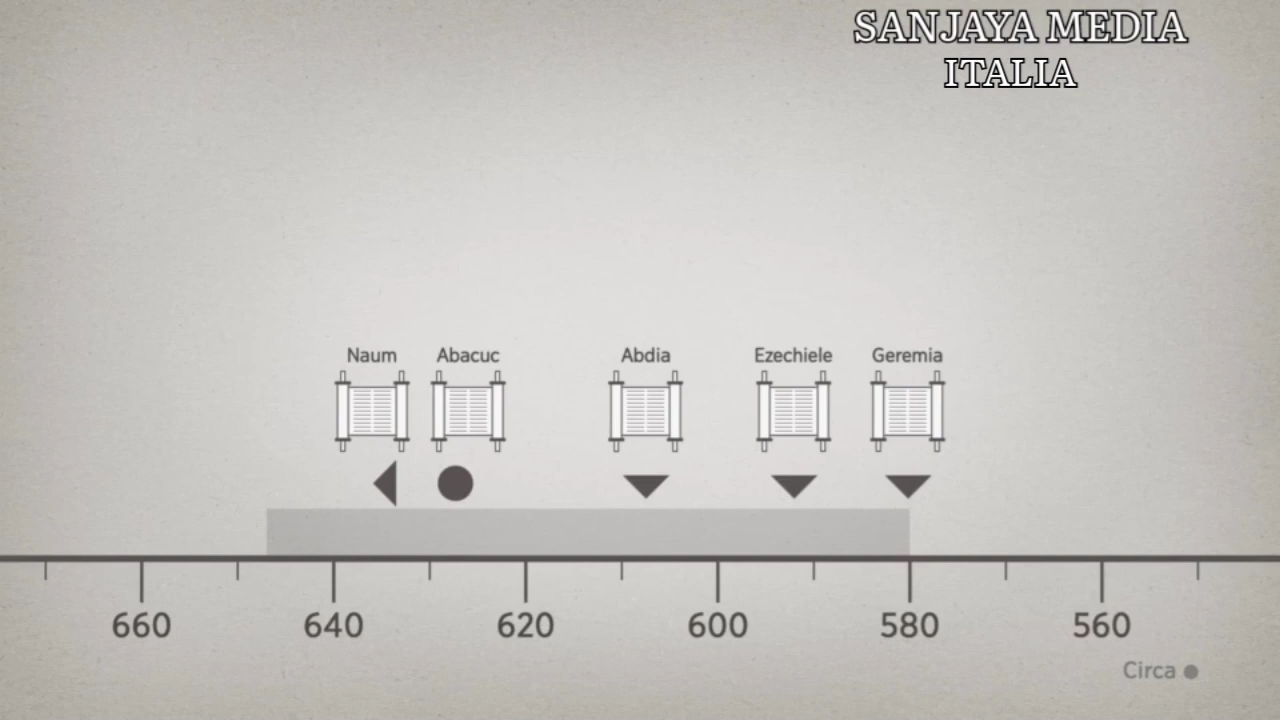 SANJAYA MEDIA
ITALIA
Naum Abacuc Abdia Ezechiele Geremia
660 640 620 600 580 560
Circa